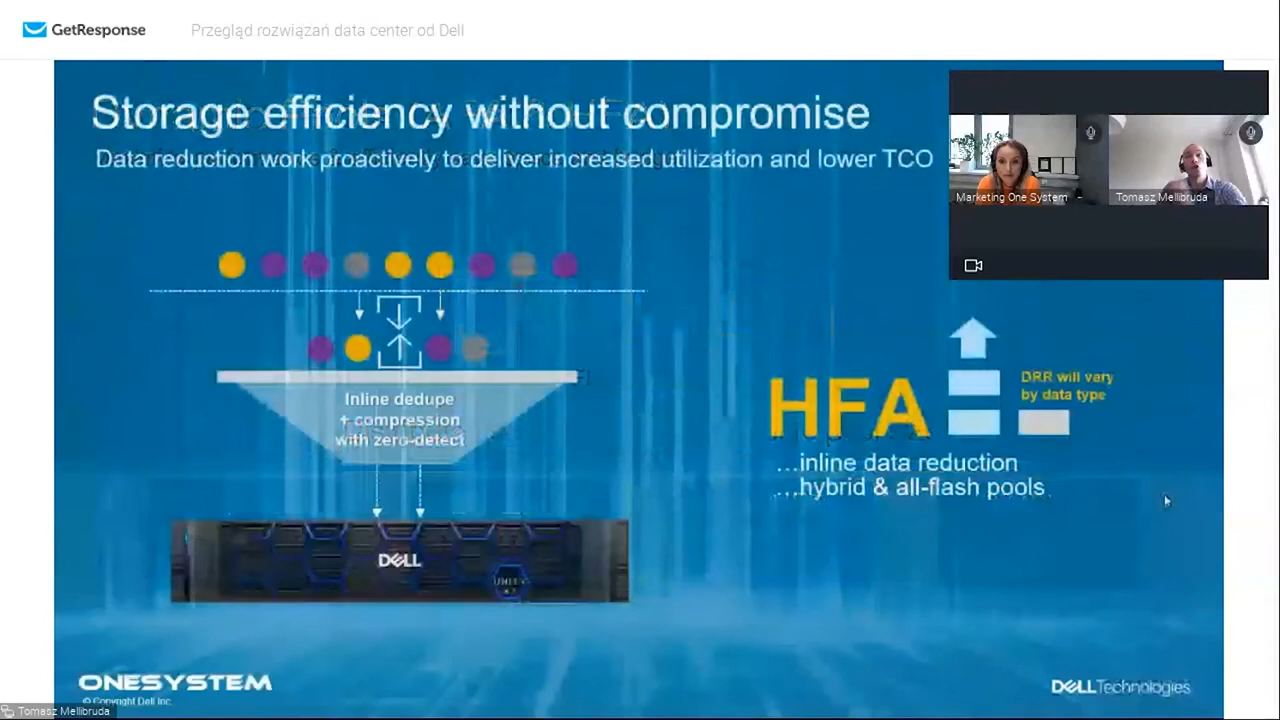 GetResponse
Przegląd rozwiązań data center od Dell
Storage efficiency without compromise
Data reduction work proactively to deliver increased utilization and lower TCO
Marketing One System
Tomasz Mellibruda
Inline dedupe
+ compression
with zero-detect
HFA
DRR will vary
by data type
...inline data reduction
...hybrid & all-flash pools
DELL
UNITY
ONESYSTEM
© Copyright Dell Inc.
DELLTechnologies
Tomasz Mellibruda